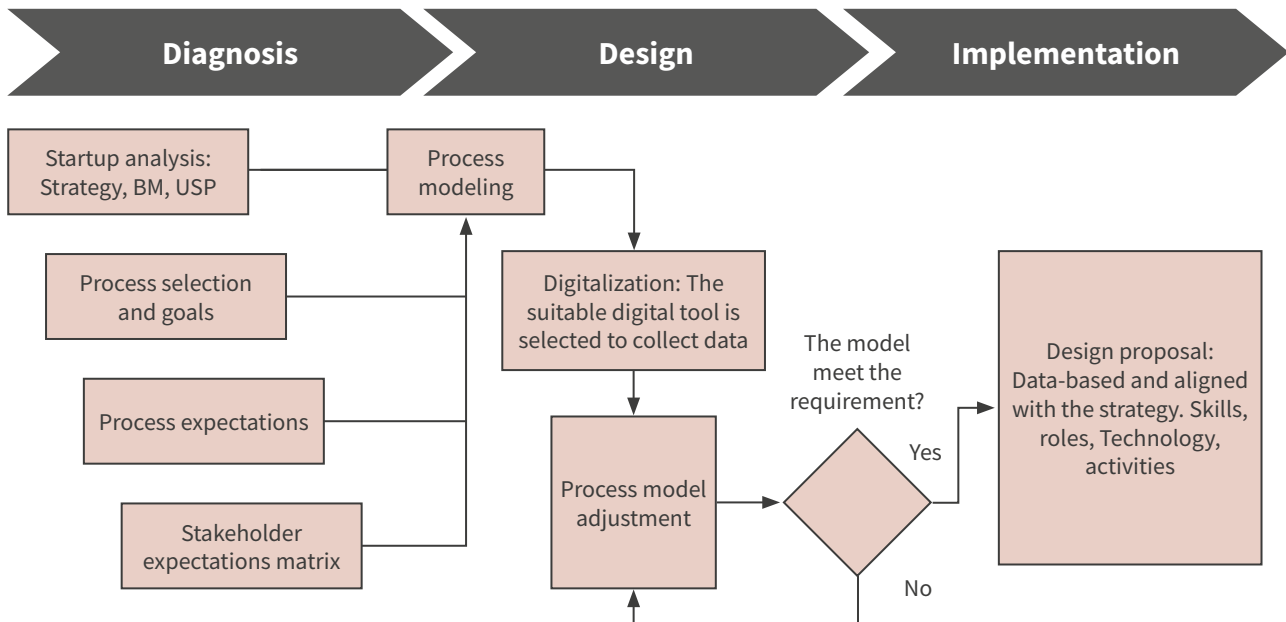 Diagnosis
Design
Implementation
Startup analysis:
Strategy, BM, USP
Process
modeling
Process selection
and goals
Digitalization: The
suitable digital tool is
selected to collect data
Process expectations
Stakeholder
expectations matrix
Process model
adjustment
The model
meet the
requirement?
Yes
No
Design proposal:
Data-based and aligned
with the strategy. Skills,
roles, Technology,
activities